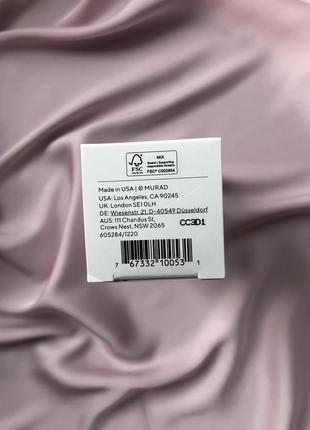 FSC
MIX
Board | Supporting
responsible forestry
FSC® C002854
Made in USA | © MURAD
USA: Los Angeles, CA 90245
UK: London SE1 0LH
DE: Wiesenstr. 21, D-40549 Düsseldorf
AUS: 111 Chandos St,
Crows Nest, NSW 2065
605284/1220
CC3D1
7 67332 10053 1